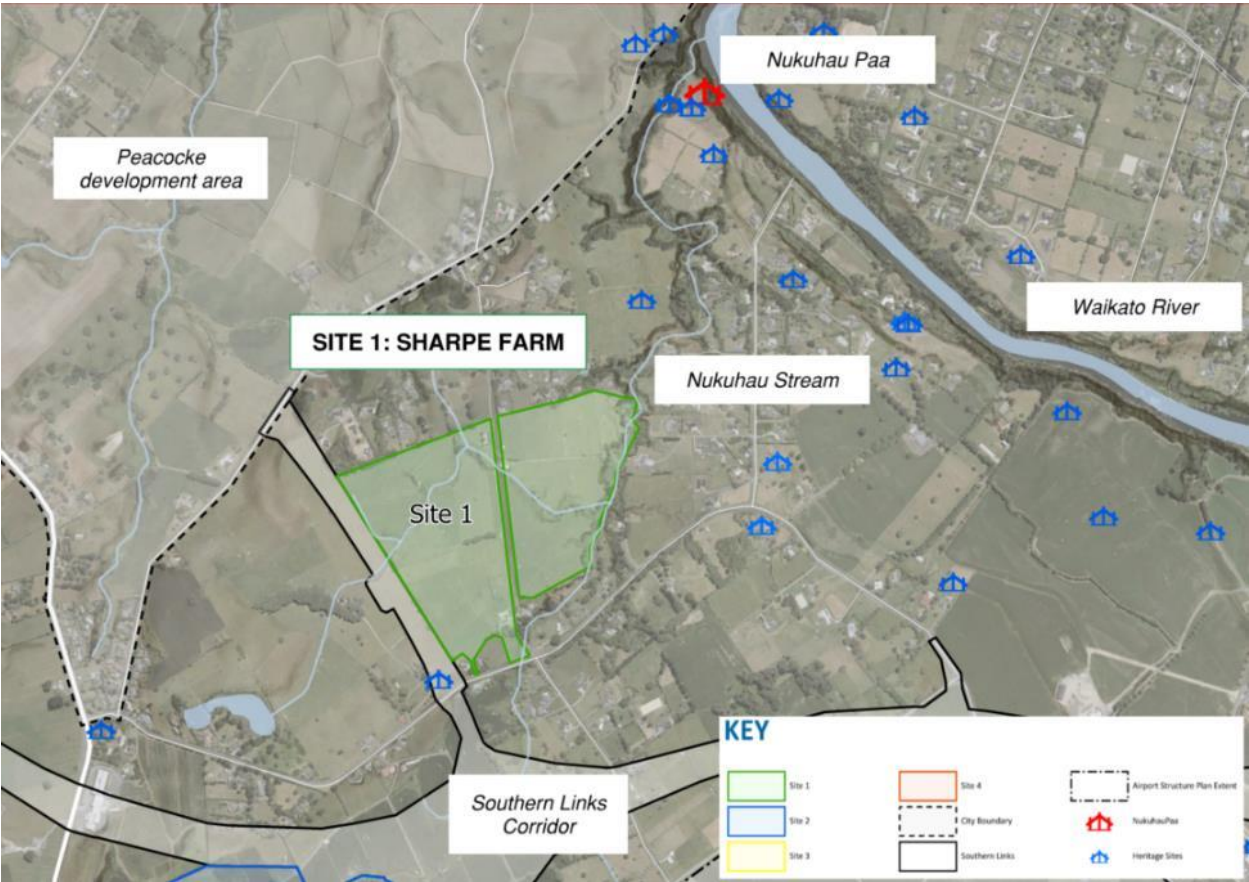 Nukuhau Paa
Peacocke
development area
Waikato River
SITE 1: SHARPE FARM
Nukuhau Stream
Site 1
Southern Links
Corridor
KEY
Site 1
Site 2
Site 3
Site 4
City Boundary
Southern Links
Airport Structure Plan Extent
NukuhauPaa
Heritage Sites